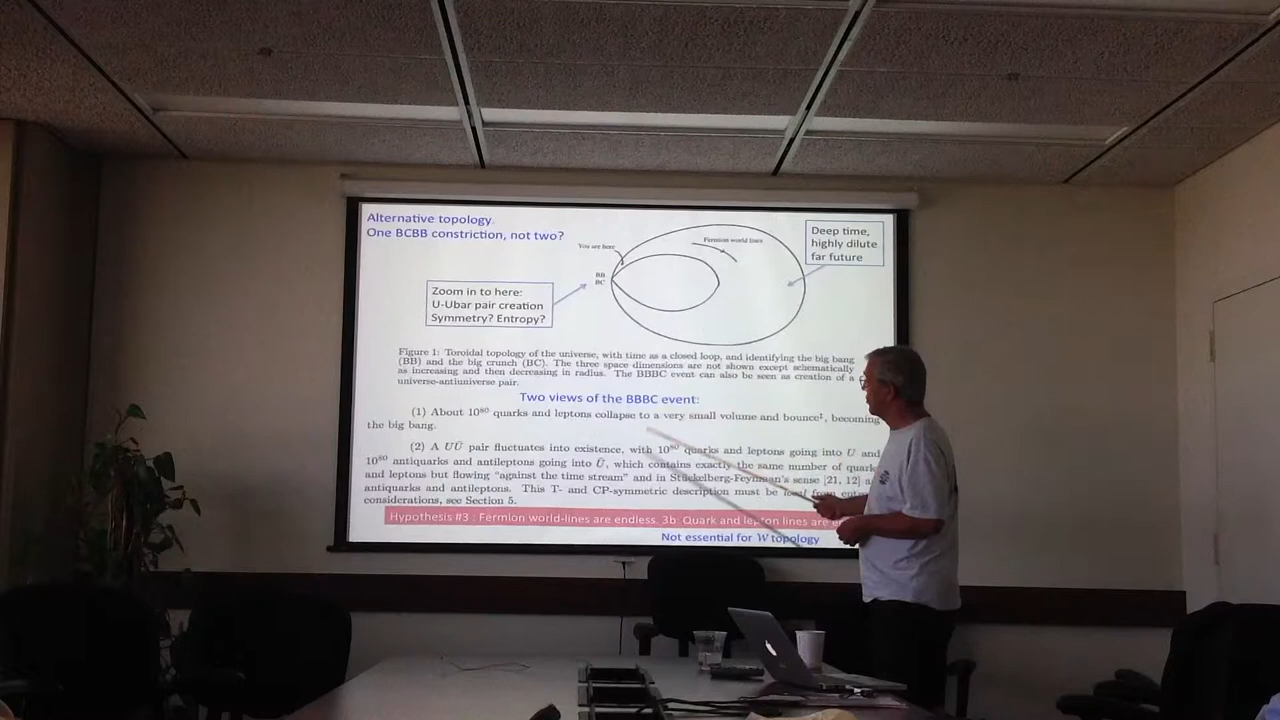 Alternative topology.
One BCBB constriction, not two?
You are here
Fermion world lines
BB
BC
Deep time,
highly dilute
far future
Zoom in to here:
U-Ubar pair creation
Symmetry? Entropy?
Figure 1: Toroidal topology of the universe, with time as a closed loop, and identifying the big bang
(BB) and the big crunch (BC). The three space dimensions are not shown except schematically
as increasing and then decreasing in radius. The BBBC event can also be seen as creation of a
universe-antiuniverse pair.
Two views of the BBBC event:
(1) About 10⁸⁰ quarks and leptons collapse to a very small volume and bounce‡, becoming
the big bang.
(2) A UŪ pair fluctuates into existence, with 10⁸⁰ quarks and leptons going into U and
10⁸⁰ antiquarks and antileptons going into Ū, which contains exactly the same number of quark
and leptons but flowing "against the time stream" and in Stückelberg-Feynman's sense [21, 12] a
antiquarks and antileptons. This T- and CP-symmetric description must be from
considerations, see Section 5.
Hypothesis #3 : Fermion world-lines are endless. 3b: Quark and lepton lines are
Not essential for W topology